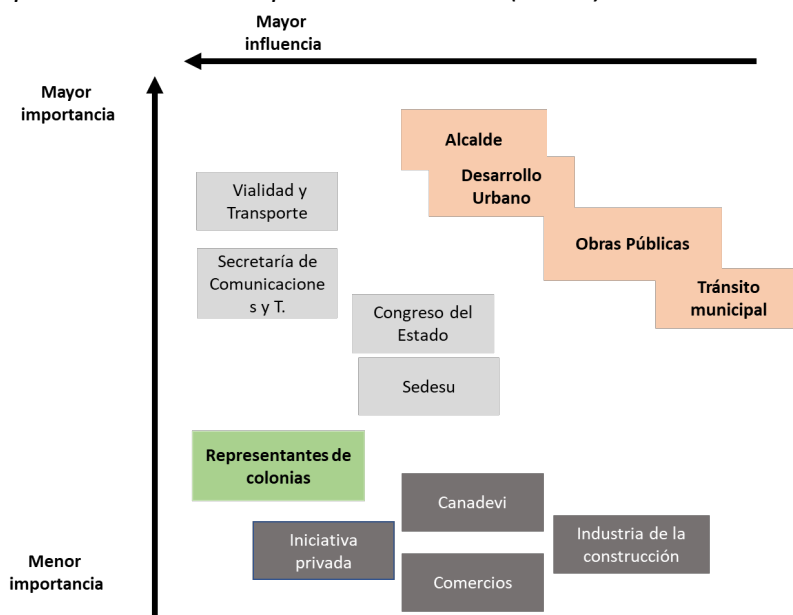 Mayor
influencia
Mayor
importancia
Alcalde
Desarrollo
Urbano
Vialidad y
Transporte
Obras Públicas
Secretaría de
Comunicacione
s y T.
Tránsito
municipal
Congreso del
Estado
Sedesu
Representantes de
colonias
Canadevi
Iniciativa
privada
Industria de la
construcción
Comercios
Menor
importancia